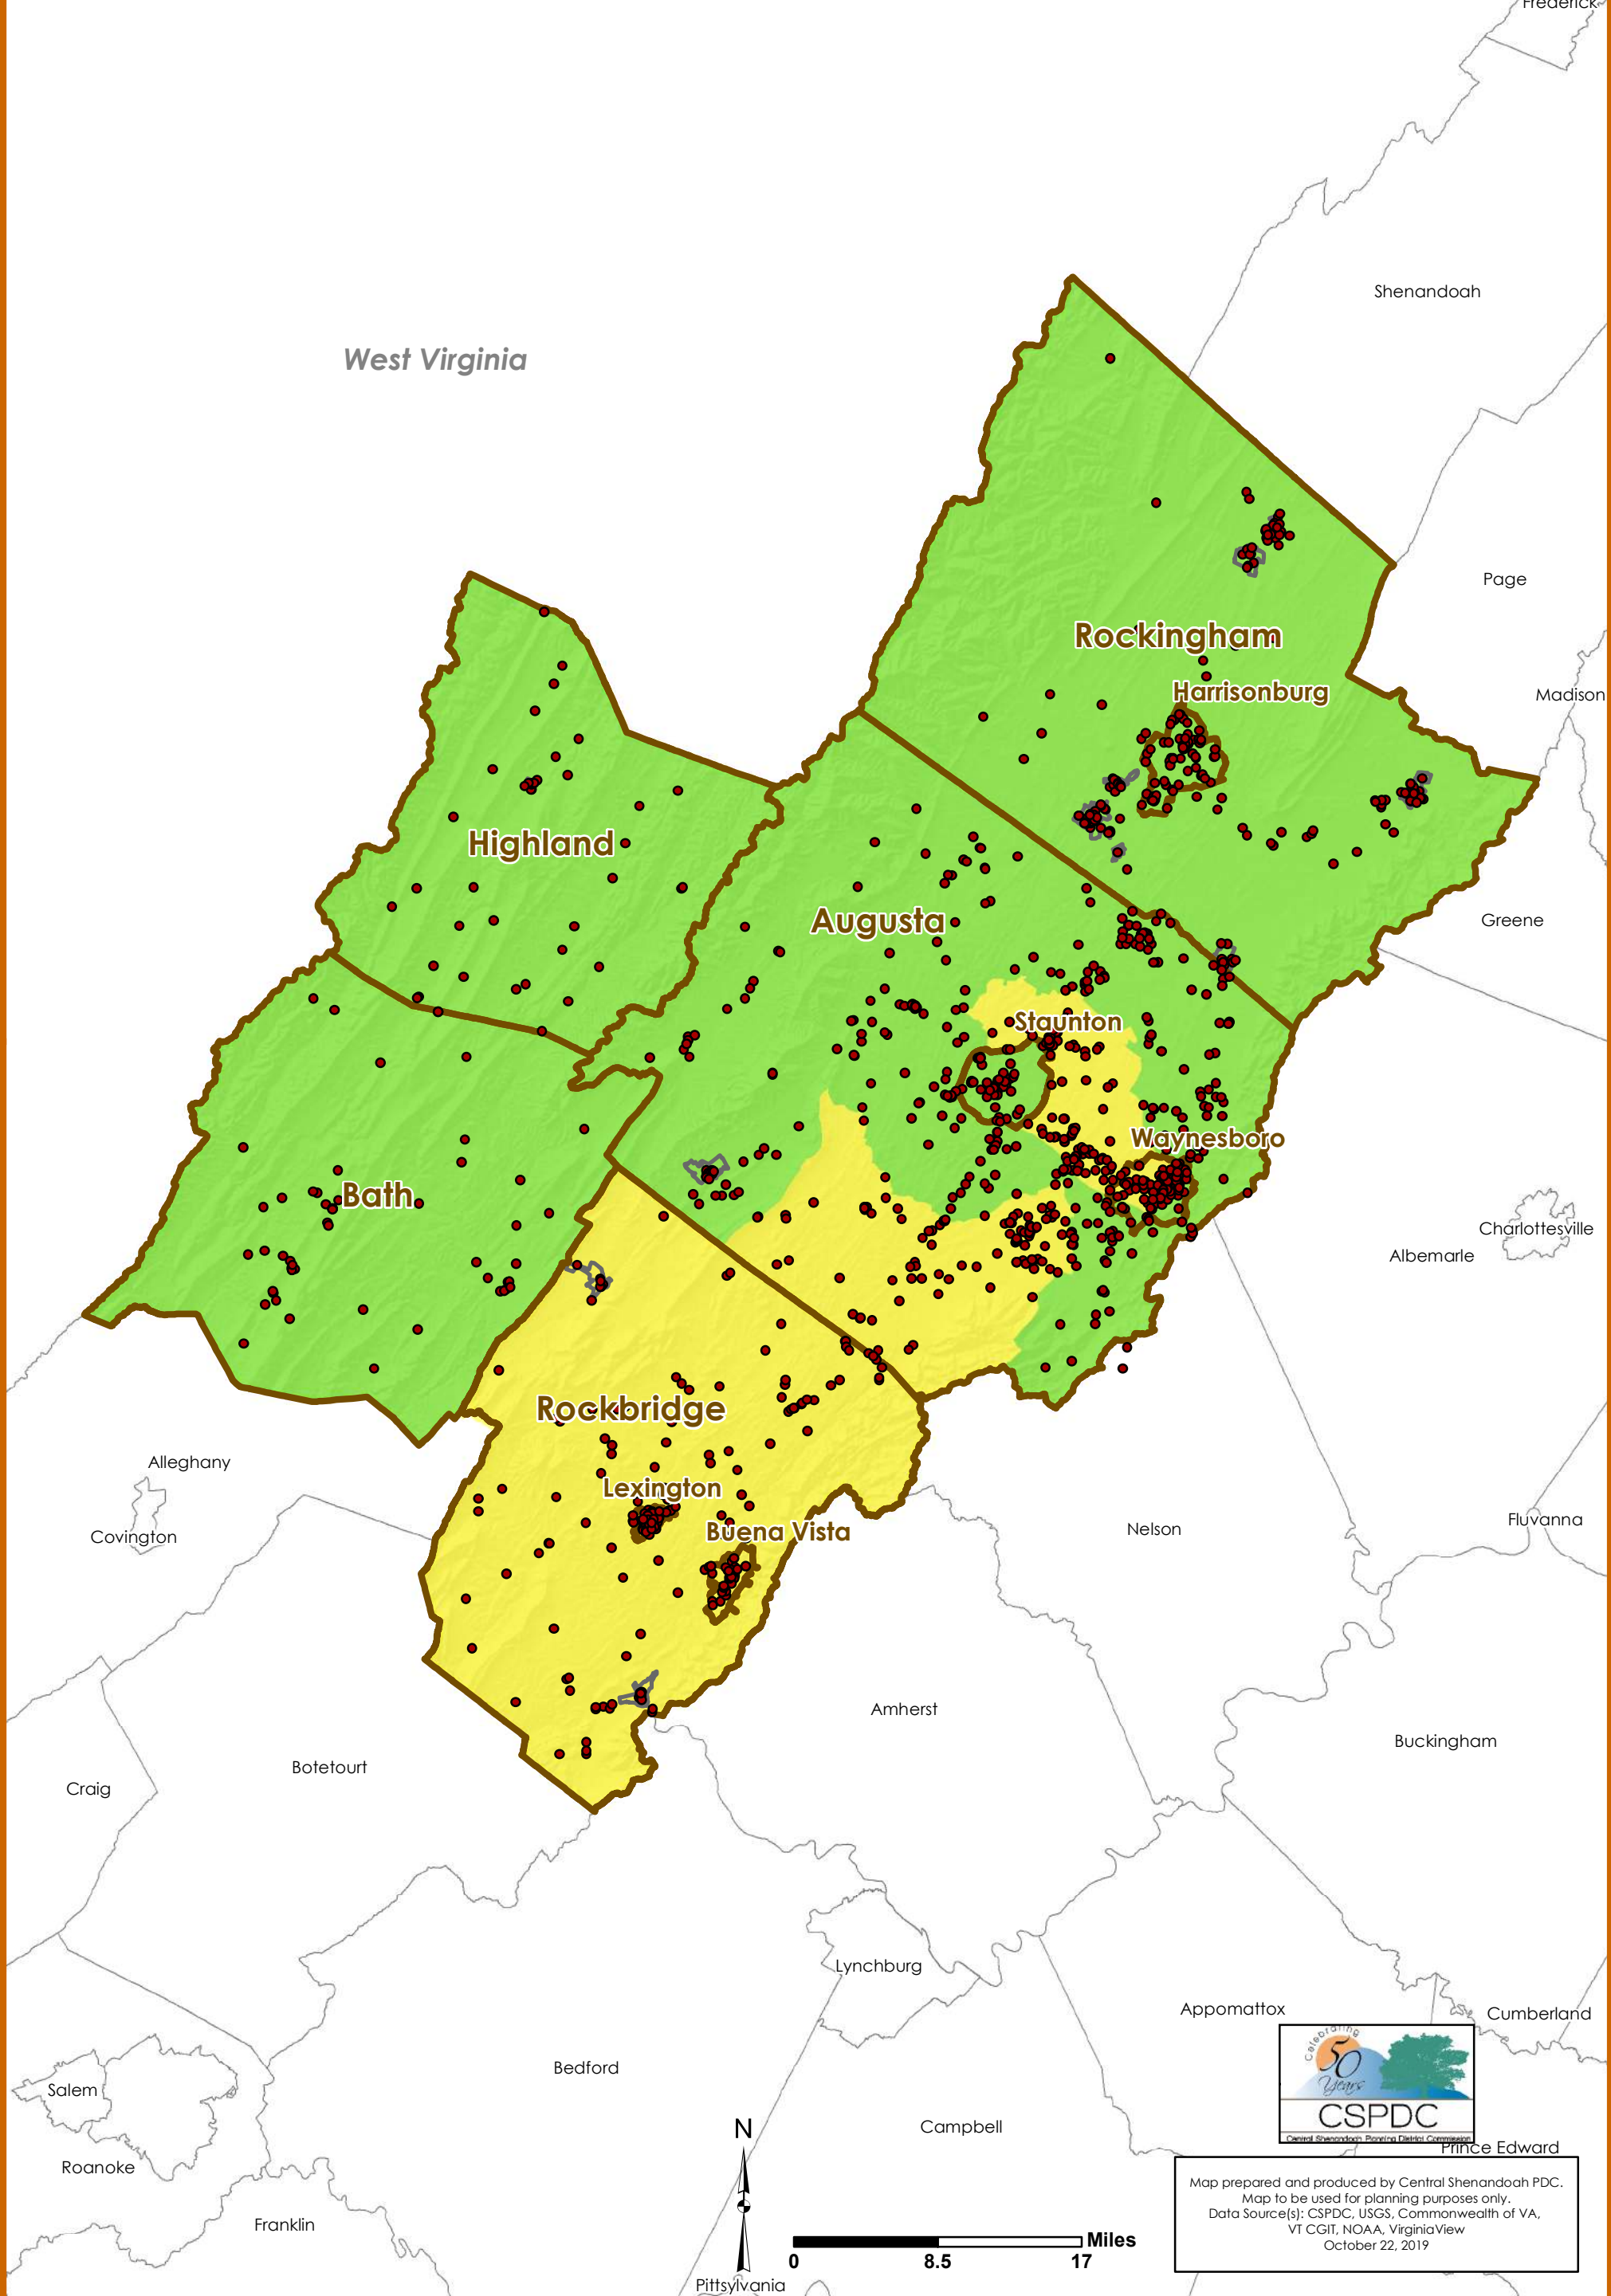 Frederick
Shenandoah
West Virginia
Page
Rockingham
Harrisonburg
Madison
Highland
Augusta
Greene
Staunton
Waynesboro
Bath
Charlottesville
Albemarle
Rockbridge
Alleghany
Lexington
Buena Vista
Covington
Nelson
Fluvanna
Amherst
Buckingham
Botetourt
Craig
Lynchburg
Appomattox
Cumberland
Celebrating
50
Years
CSPDC
Central Shenandoah Planning District Commission
Bedford
Salem
Campbell
N
Prince Edward
Roanoke
Map prepared and produced by Central Shenandoah PDC.
Map to be used for planning purposes only.
Data Source(s): CSPDC, USGS, Commonwealth of VA,
VT CGIT, NOAA, VirginiaView
October 22, 2019
Franklin
Miles
0 8.5 17
Pittsylvania